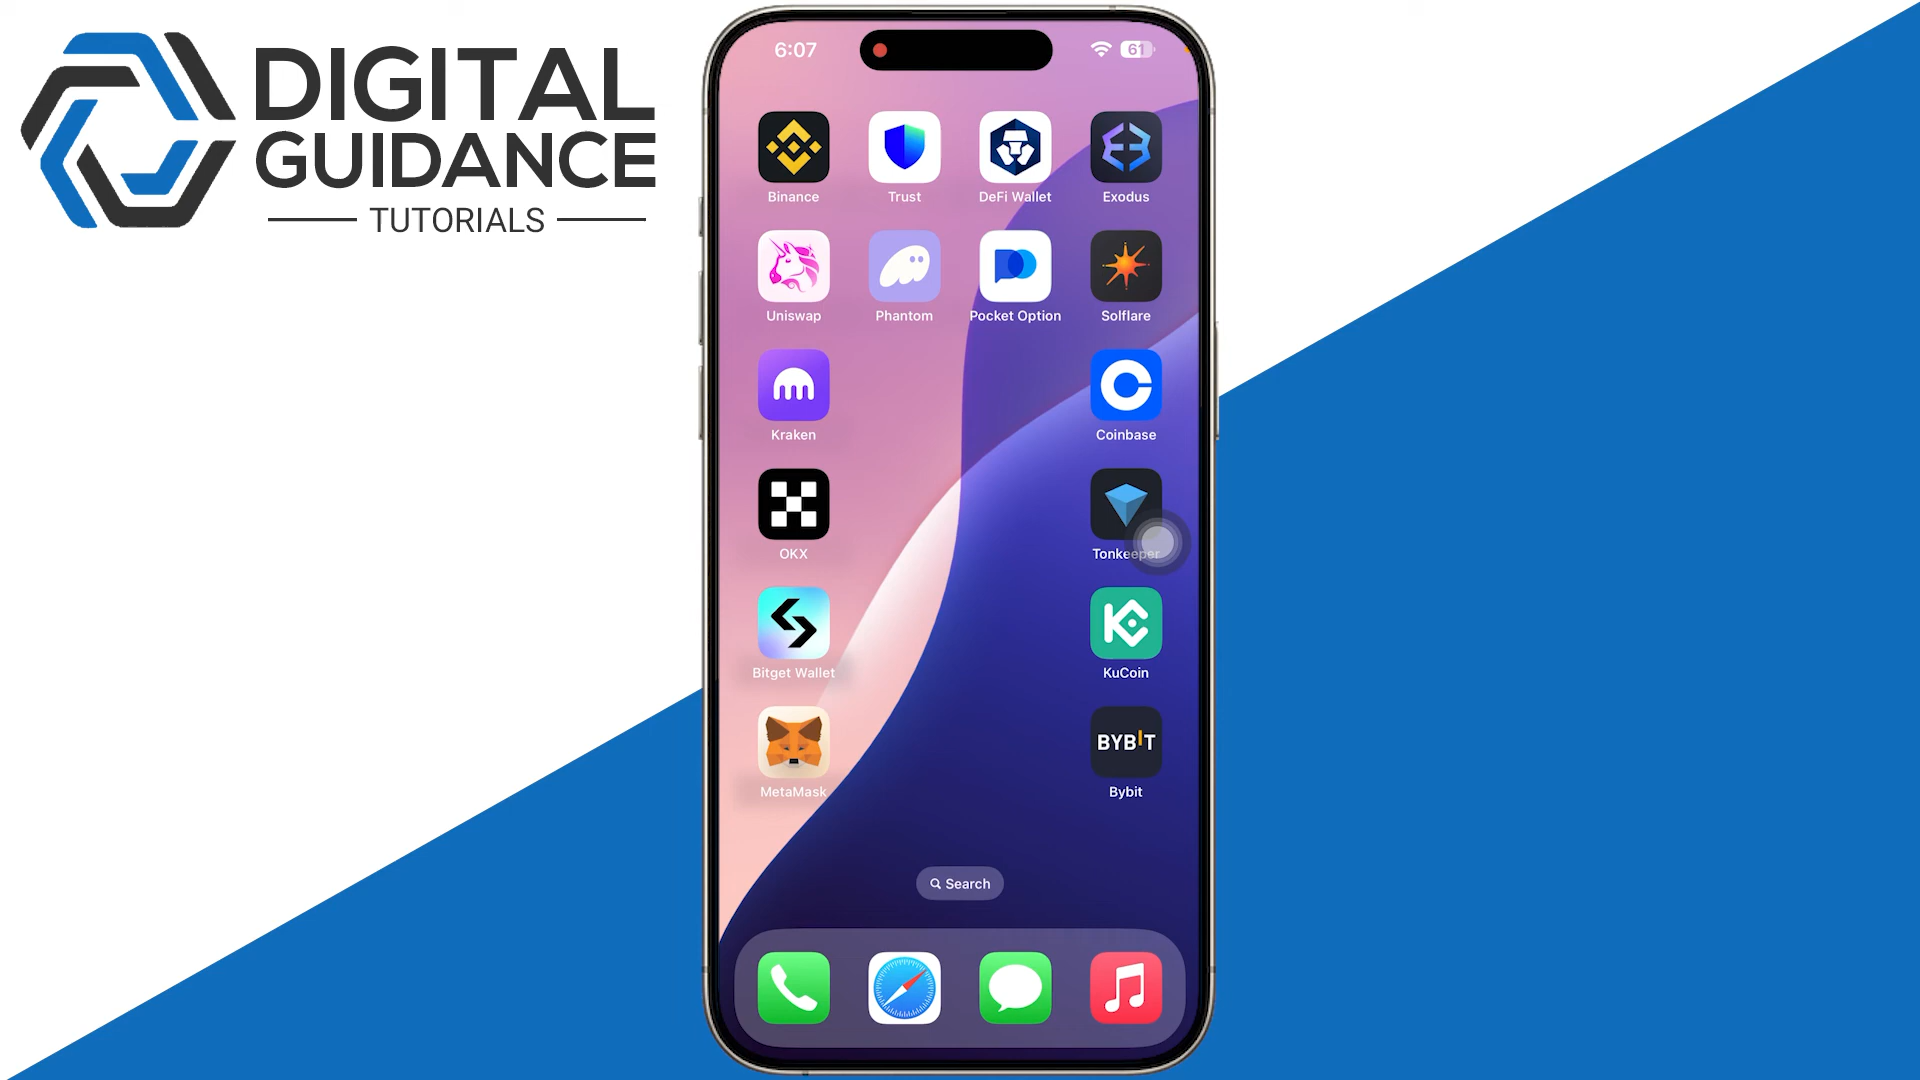 DIGITAL
GUIDANCE
TUTORIALS
6:07
61
Binance
Trust
DeFi Wallet
Exodus
Uniswap
Phantom
Pocket Option
Solflare
Kraken
Coinbase
OKX
Tonkeeper
Bitget Wallet
KuCoin
BYBIT
MetaMask
Bybit
Search